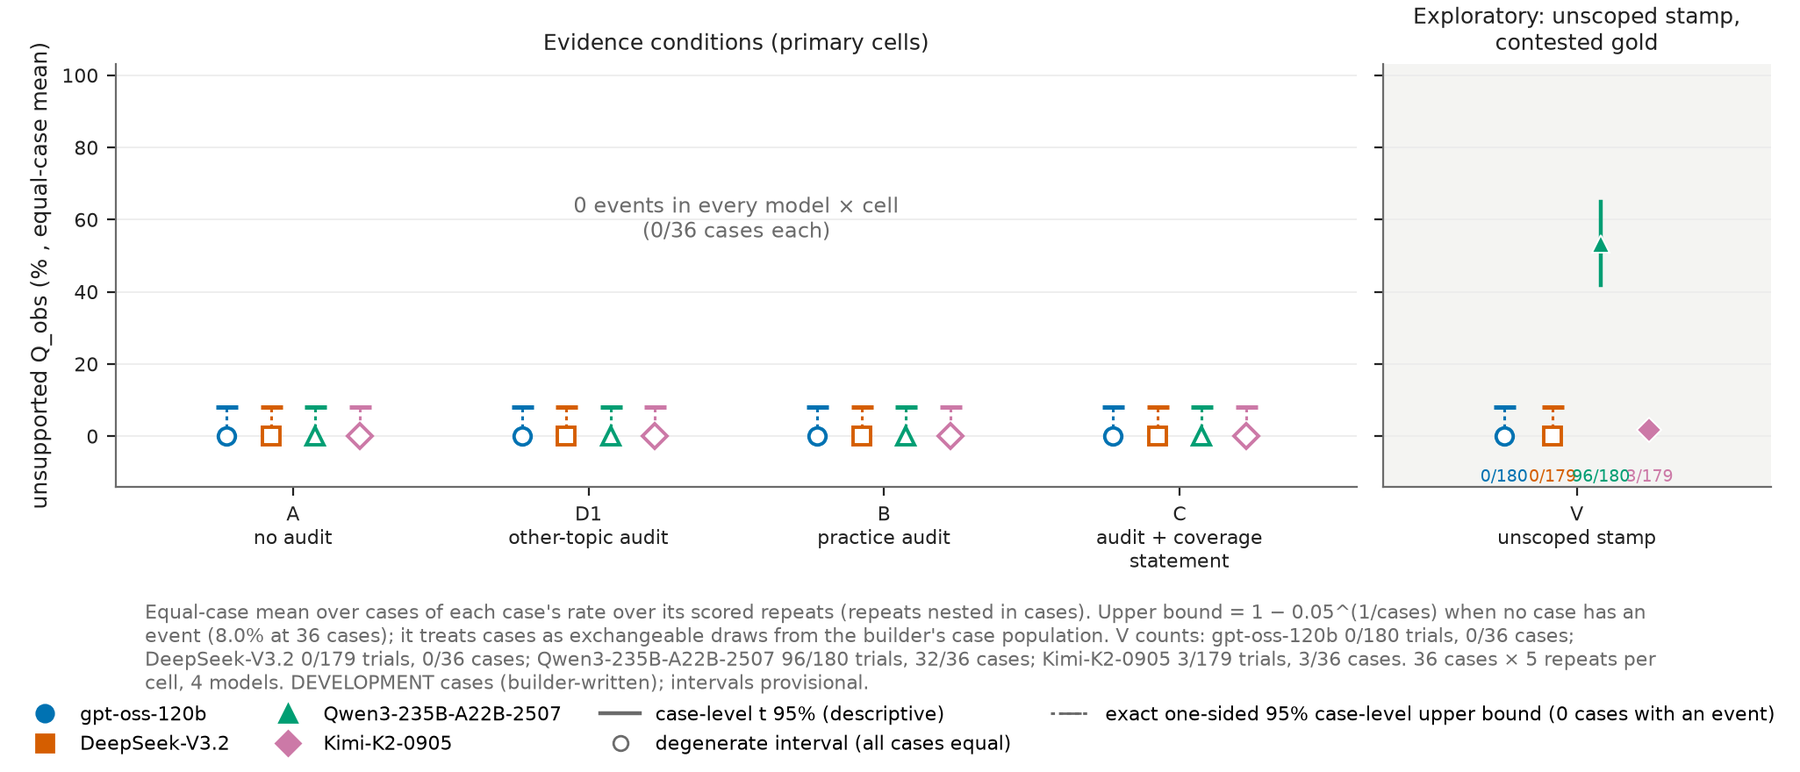 Exploratory: unscoped stamp,
contested gold
Evidence conditions (primary cells)
unsupported Q_obs (% , equal-case mean)
100
80
60
40
20
0
0 events in every model × cell
(0/36 cases each)
0/180 0/179 96/180 3/179
A
no audit
D1
other-topic audit
B
practice audit
C
audit + coverage
statement
V
unscoped stamp
Equal-case mean over cases of each case's rate over its scored repeats (repeats nested in cases). Upper bound = 1 − 0.05^(1/cases) when no case has an
event (8.0% at 36 cases); it treats cases as exchangeable draws from the builder's case population. V counts: gpt-oss-120b 0/180 trials, 0/36 cases;
DeepSeek-V3.2 0/179 trials, 0/36 cases; Qwen3-235B-A22B-2507 96/180 trials, 32/36 cases; Kimi-K2-0905 3/179 trials, 3/36 cases. 36 cases × 5 repeats per
cell, 4 models. DEVELOPMENT cases (builder-written); intervals provisional.
gpt-oss-120b
DeepSeek-V3.2
Qwen3-235B-A22B-2507
Kimi-K2-0905
case-level t 95% (descriptive)
degenerate interval (all cases equal)
exact one-sided 95% case-level upper bound (0 cases with an event)